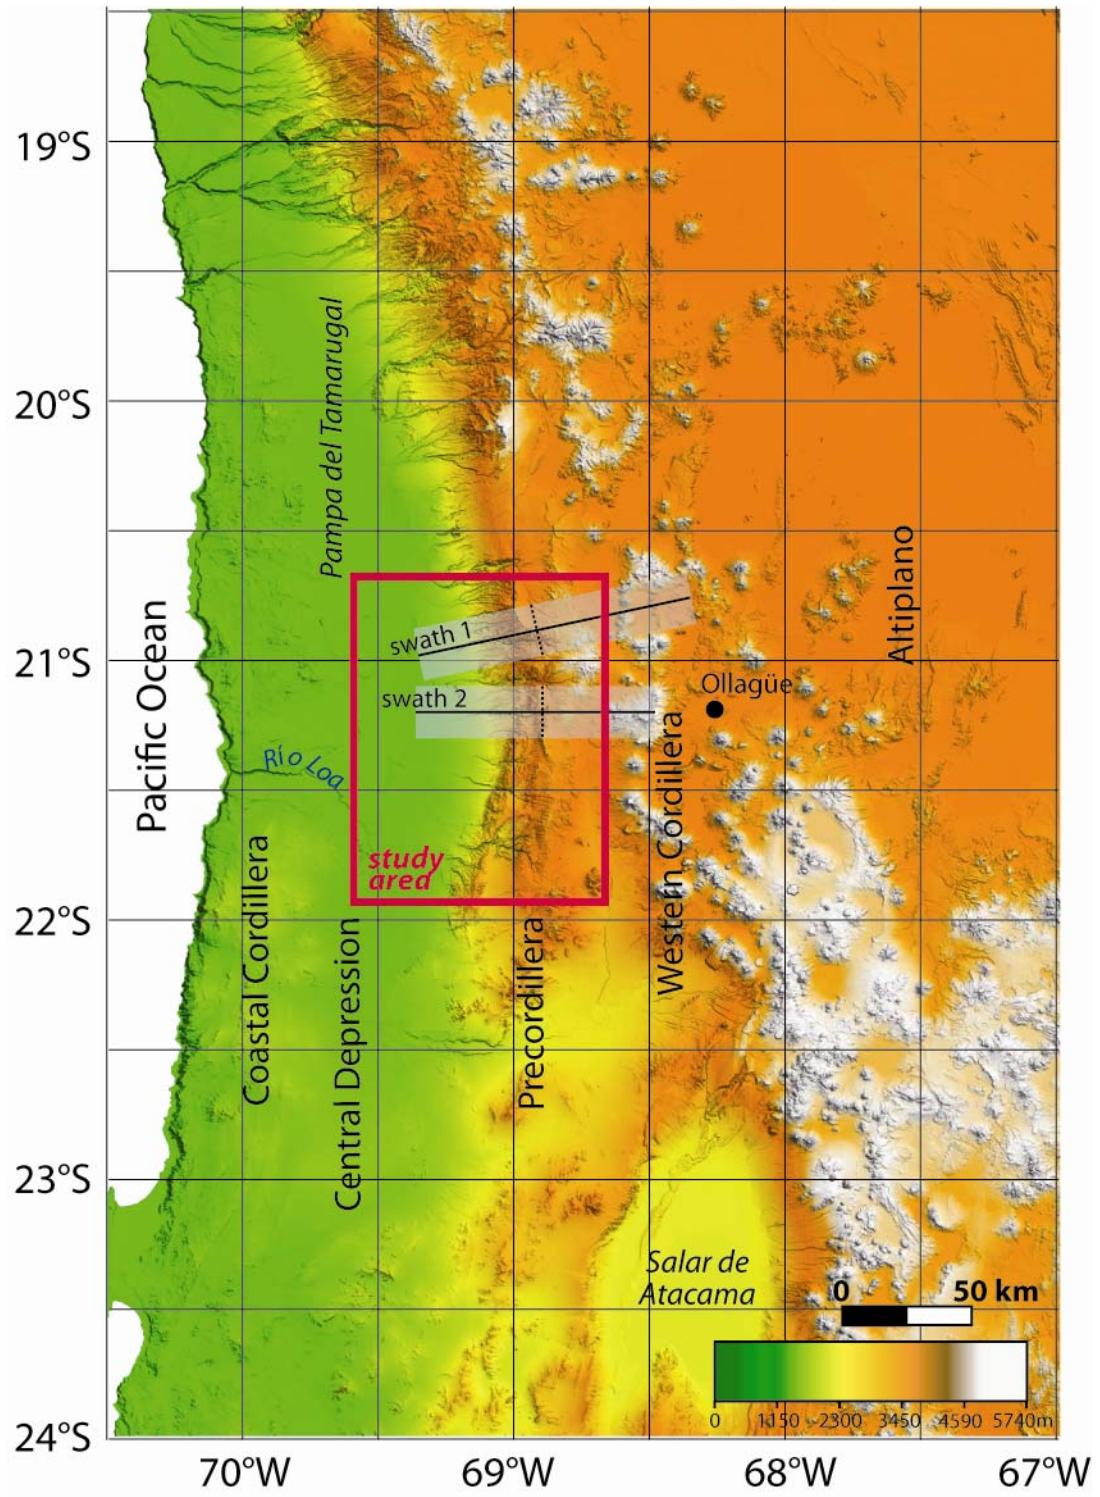 19°S
20°S
21°S
22°S
23°S
24°S
70°W
69°W
68°W
67°W
Pampa del Tamarugal
Pacific Ocean
Altiplano
swath 1
swath 2
Ollagüe
Río Loa
study
area
Coastal Cordillera
Central Depression
Precordillera
Western Cordillera
Salar de
Atacama
0 50 km
0 1150 2300 3450 4590 5740m